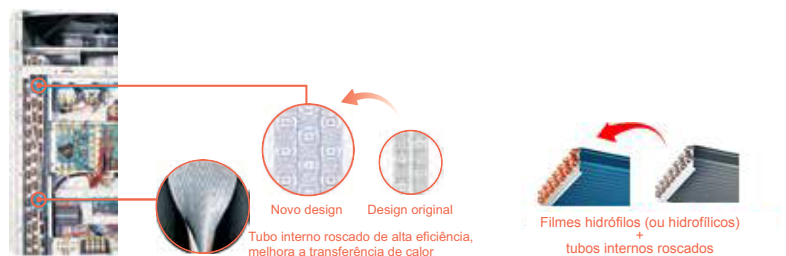 Novo design
Design original
Tubo interno roscado de alta eficiência,
melhora a transferência de calor
Filmes hidrófilos (ou hidrofílicos)
+
tubos internos roscados